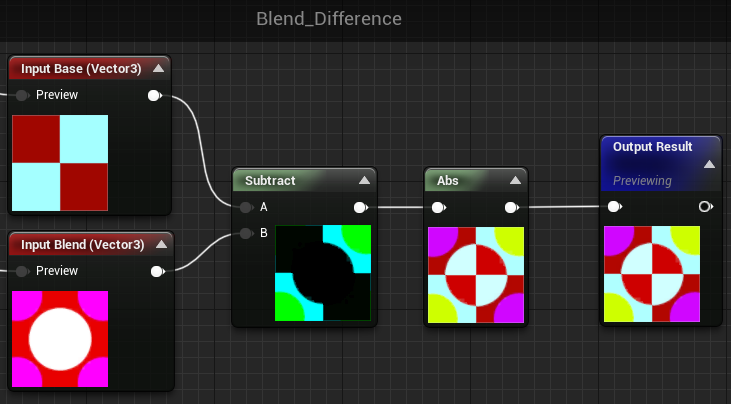 Blend_Difference
Input Base (Vector3)
Preview
Input Blend (Vector3)
Preview
Subtract
A
B
Abs
Output Result
Previewing